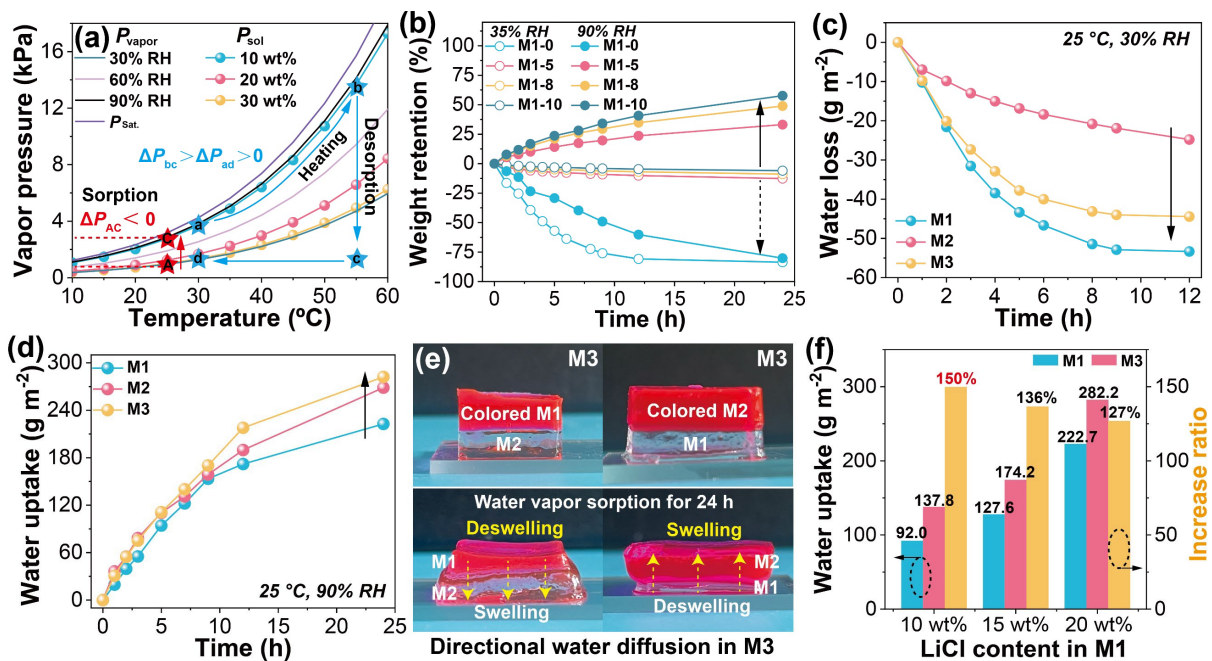 (a)
P vapor
P sol
30% RH
10 wt%
60% RH
20 wt%
90% RH
30 wt%
P Sat.
ΔP bc > ΔP ad > 0
Heating
Desorption
Sorption
ΔP AC < 0
a
b
c
d
A
C
Vapor pressure (kPa)
0
4
8
12
16
10 20 30 40 50 60
Temperature (ºC)
(b)
35% RH 90% RH
M1-0 M1-0
M1-5 M1-5
M1-8 M1-8
M1-10 M1-10
Weight retention (%)
100
75
50
25
0
-25
-50
-75
-100
0 5 10 15 20 25
Time (h)
(c)
25 °C, 30% RH
M1
M2
M3
Water loss (g m⁻²)
0
-10
-20
-30
-40
-50
-60
0 2 4 6 8 10 12
Time (h)
(d)
M1
M2
M3
25 °C, 90% RH
Water uptake (g m⁻²)
300
240
180
120
60
0
0 5 10 15 20 25
Time (h)
(e)
M3
M3
Colored M1
Colored M2
M2
M1
Water vapor sorption for 24 h
Deswelling
Swelling
M1
M2
M2
M1
Swelling
Deswelling
Directional water diffusion in M3
(f)
M1 M3
150%
136%
282.2
127%
222.7
174.2
137.8
127.6
92.0
Water uptake (g m⁻²)
300
200
100
0
Increase ratio
150
100
50
0
10 wt% 15 wt% 20 wt%
LiCl content in M1